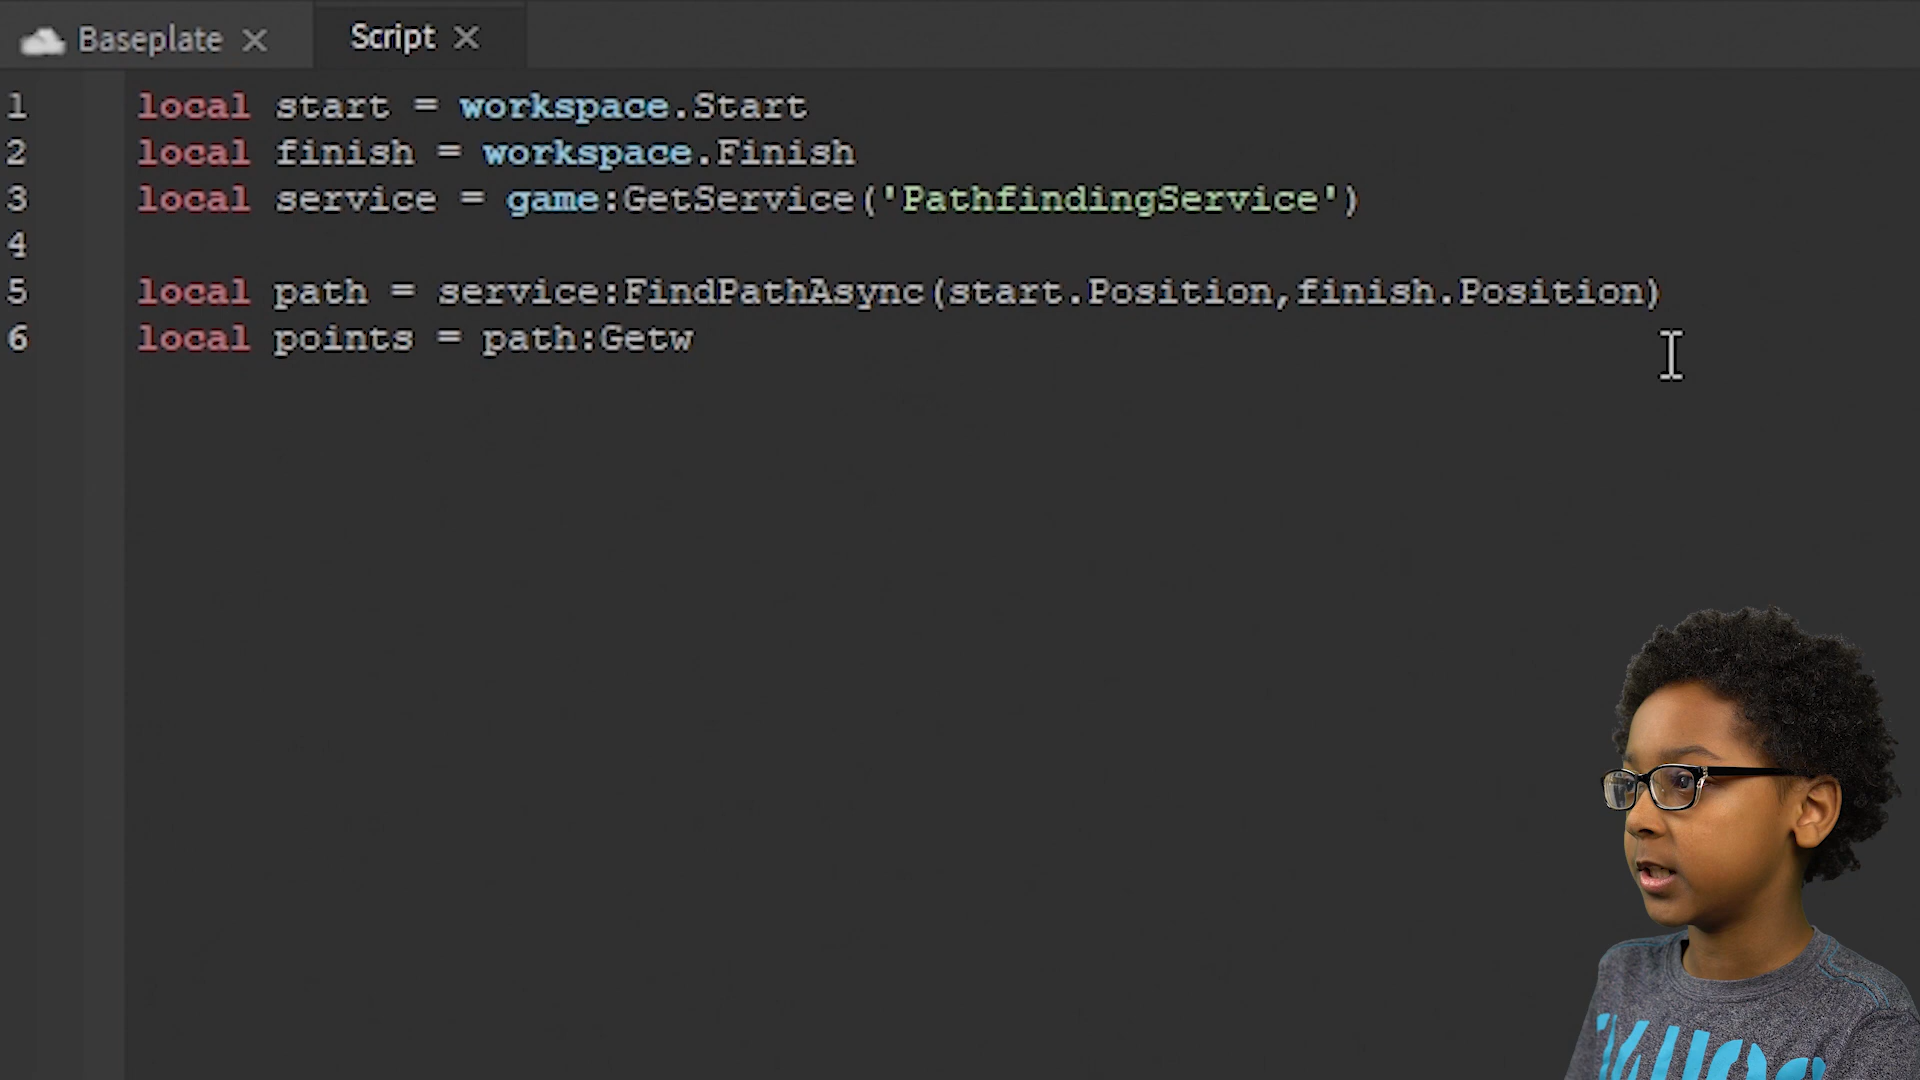 Baseplate
Script
1 local start = workspace.Start
2 local finish = workspace.Finish
3 local service = game:GetService('PathfindingService')
4
5 local path = service:FindPathAsync(start.Position,finish.Position)
6 local points = path:Getw